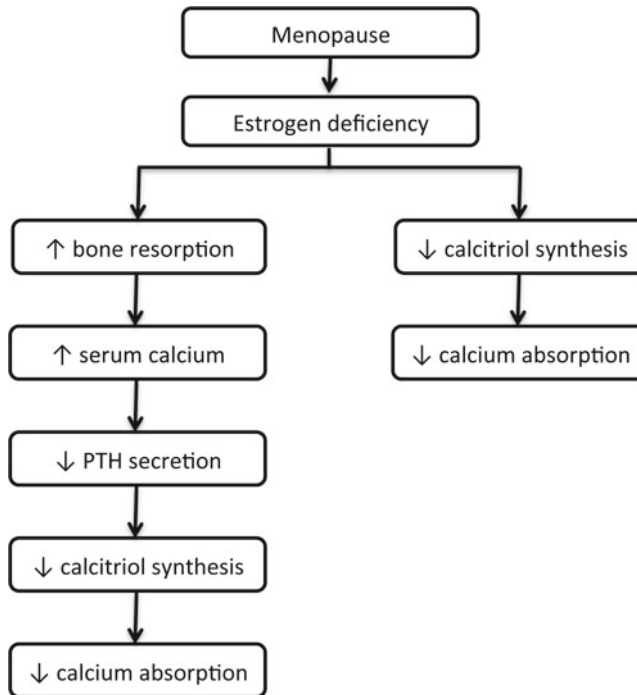 Menopause
Estrogen deficiency
↑ bone resorption
↓ calcitriol synthesis
↑ serum calcium
↓ calcium absorption
↓ PTH secretion
↓ calcitriol synthesis
↓ calcium absorption